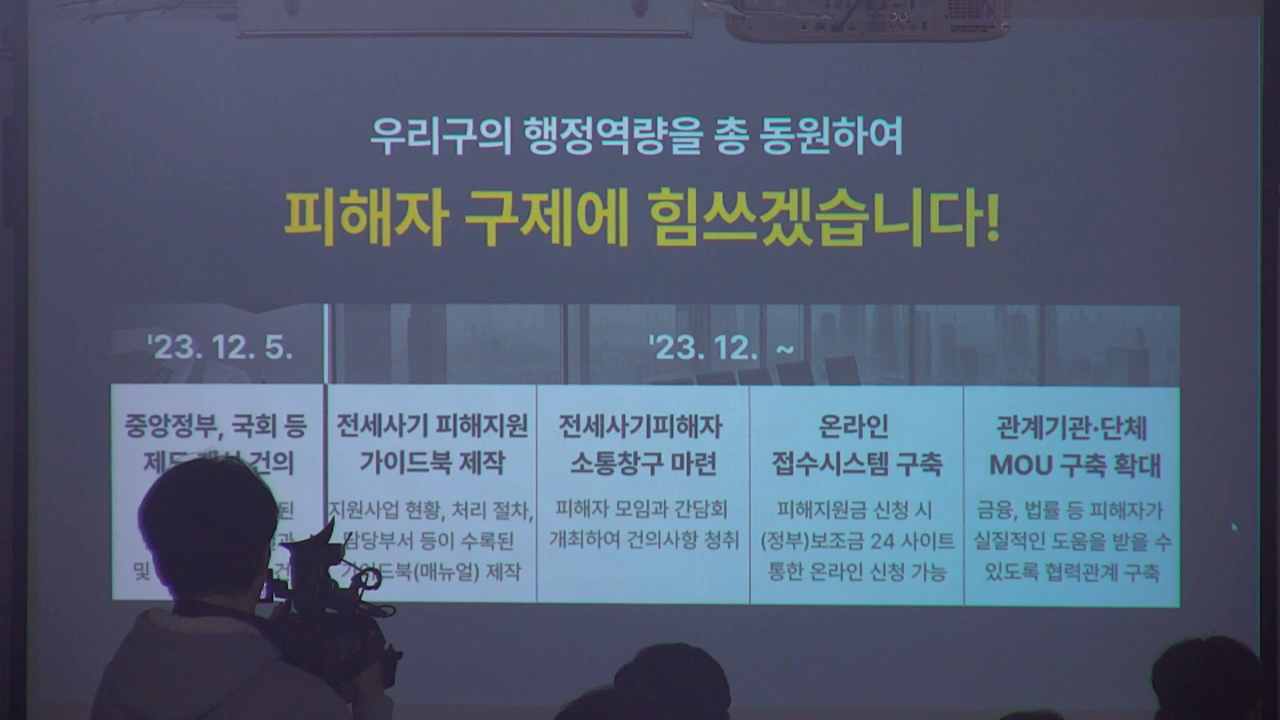 우리구의 행정역량을 총 동원하여
피해자 구제에 힘쓰겠습니다!
'23. 12. 5.
'23. 12. ~
중앙정부, 국회 등
건의
및
전세사기 피해지원
가이드북 제작
지원사업 현황, 처리 절차,
담당부서 등이 수록된
가이드북(매뉴얼) 제작
전세사기피해자
소통창구 마련
피해자 모임과 간담회
개최하여 건의사항 청취
온라인
접수시스템 구축
피해지원금 신청 시
(정부)보조금 24 사이트
통한 온라인 신청 가능
관계기관·단체
MOU 구축 확대
금융, 법률 등 피해자가
실질적인 도움을 받을 수
있도록 협력관계 구축